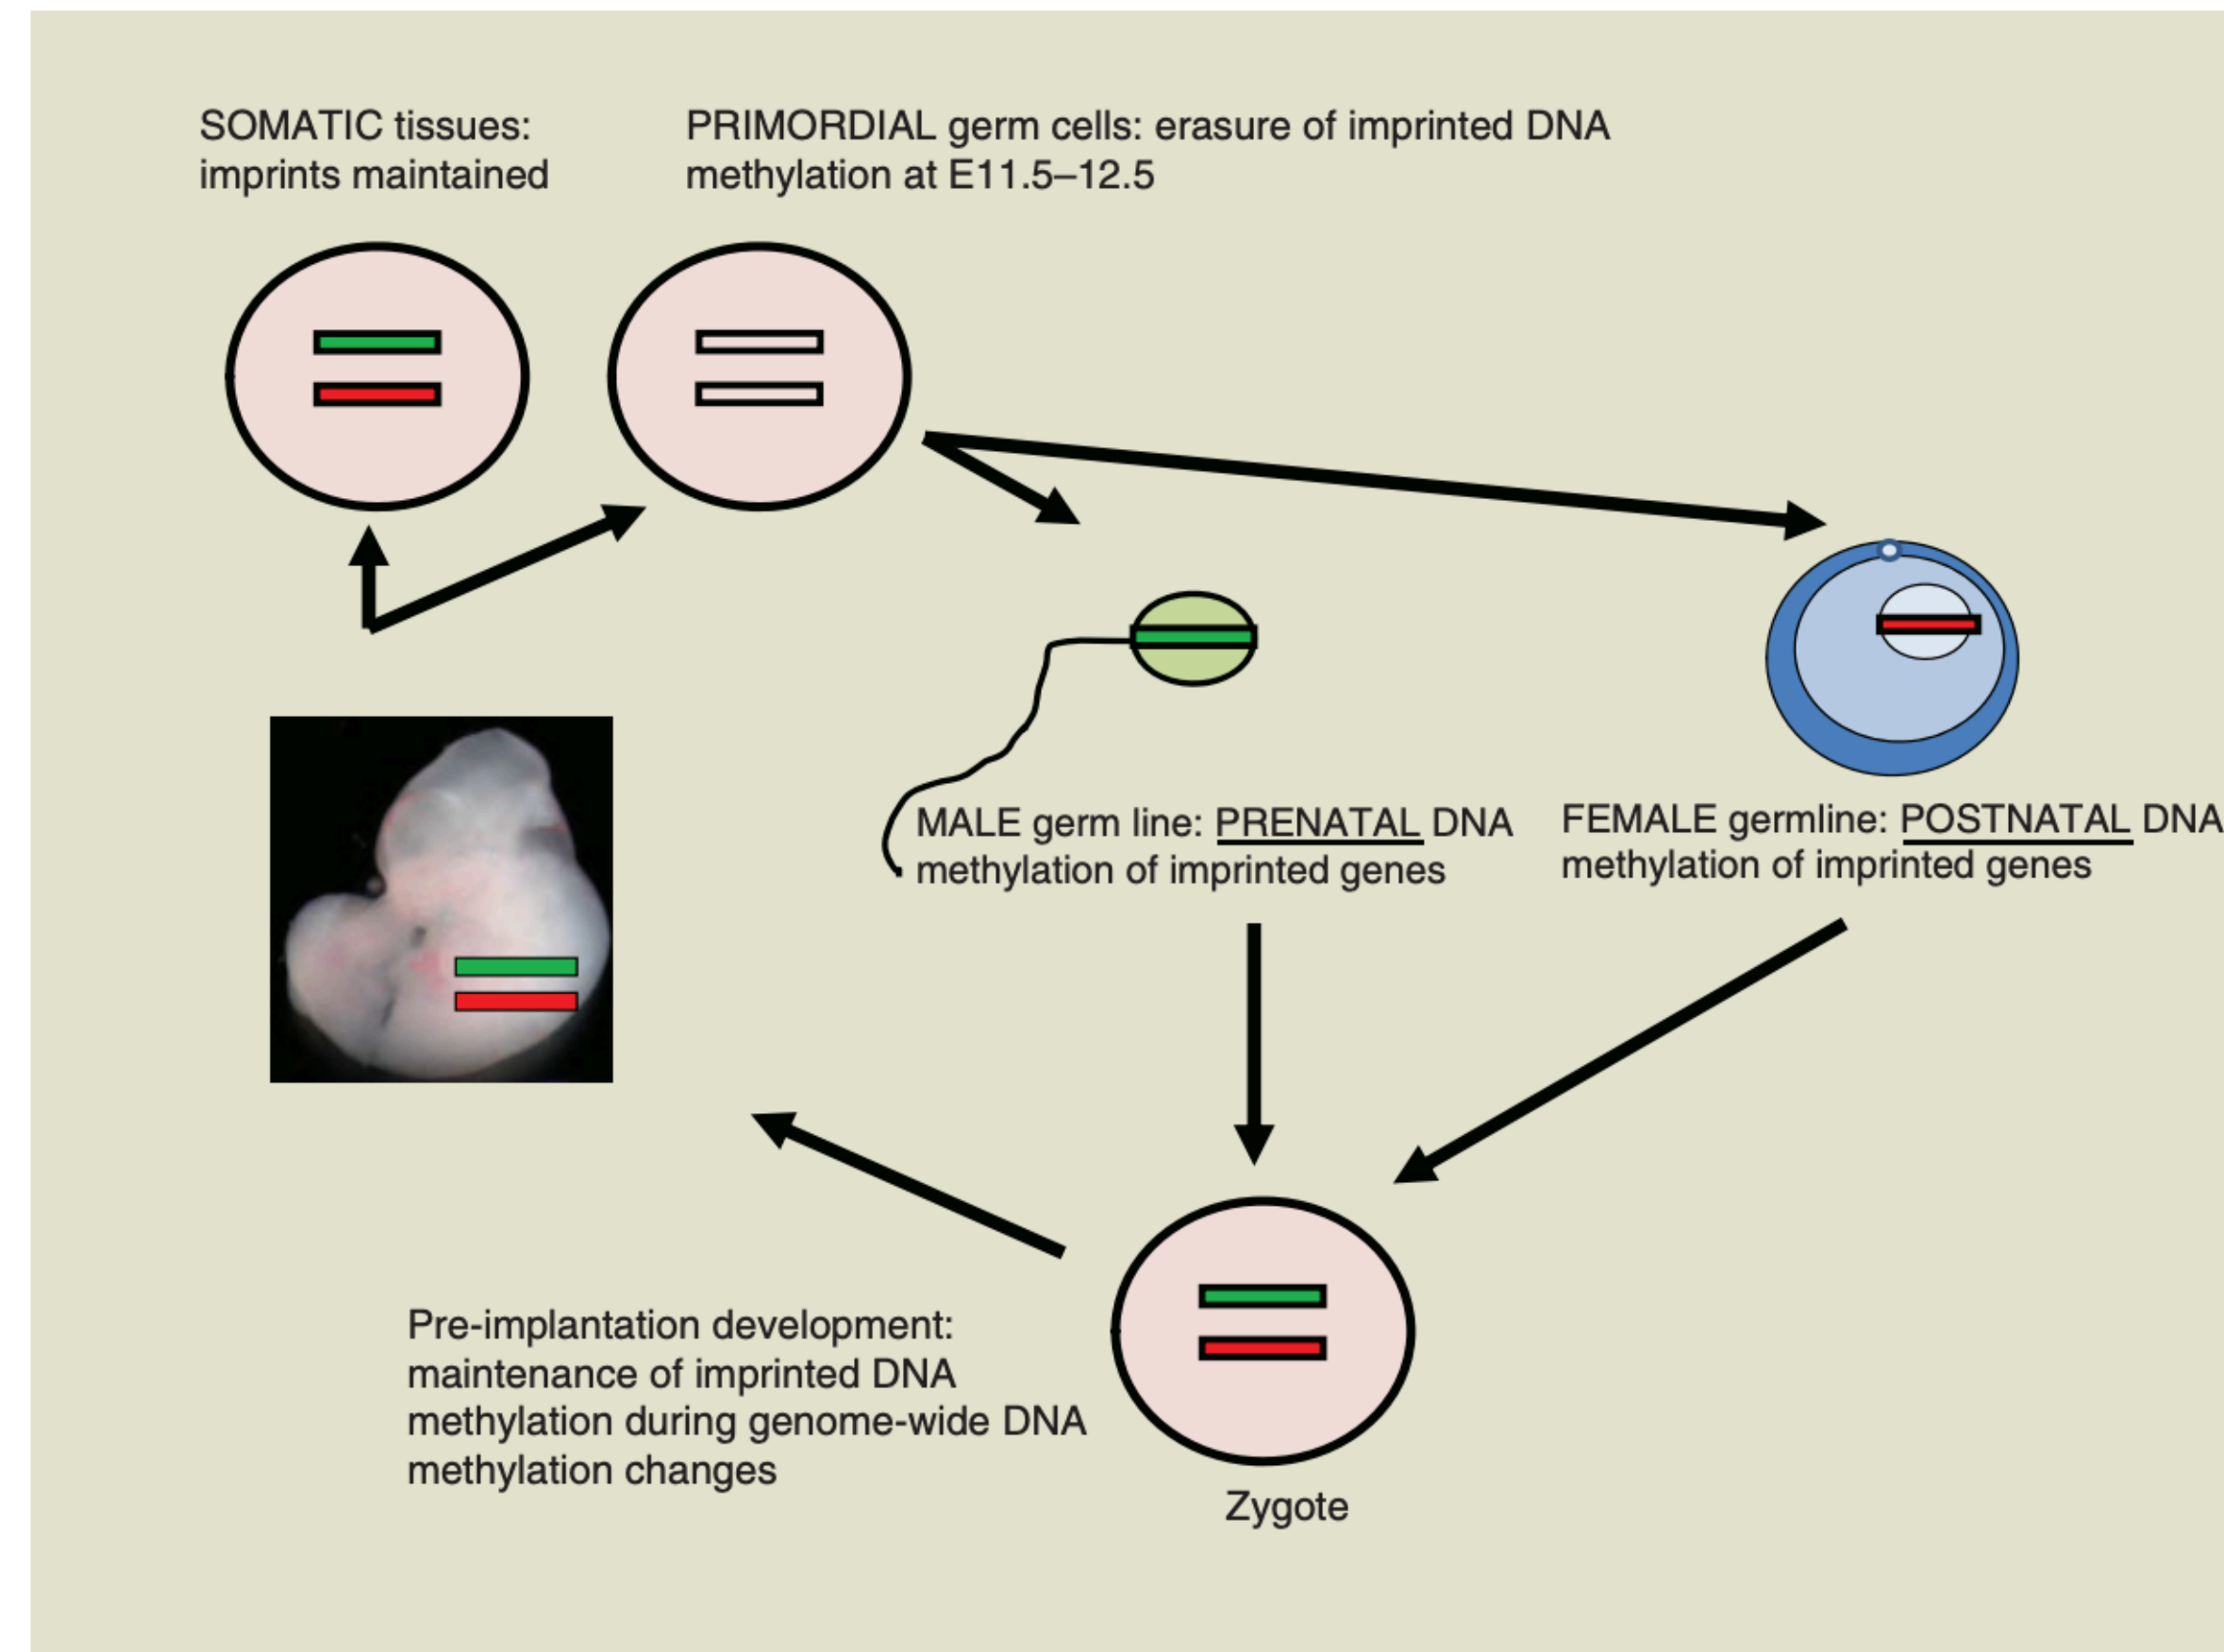 SOMATIC tissues:
imprints maintained
PRIMORDIAL germ cells: erasure of imprinted DNA
methylation at E11.5–12.5
MALE germ line: PRENATAL DNA
methylation of imprinted genes
FEMALE germline: POSTNATAL DNA
methylation of imprinted genes
Pre-implantation development:
maintenance of imprinted DNA
methylation during genome-wide DNA
methylation changes
Zygote